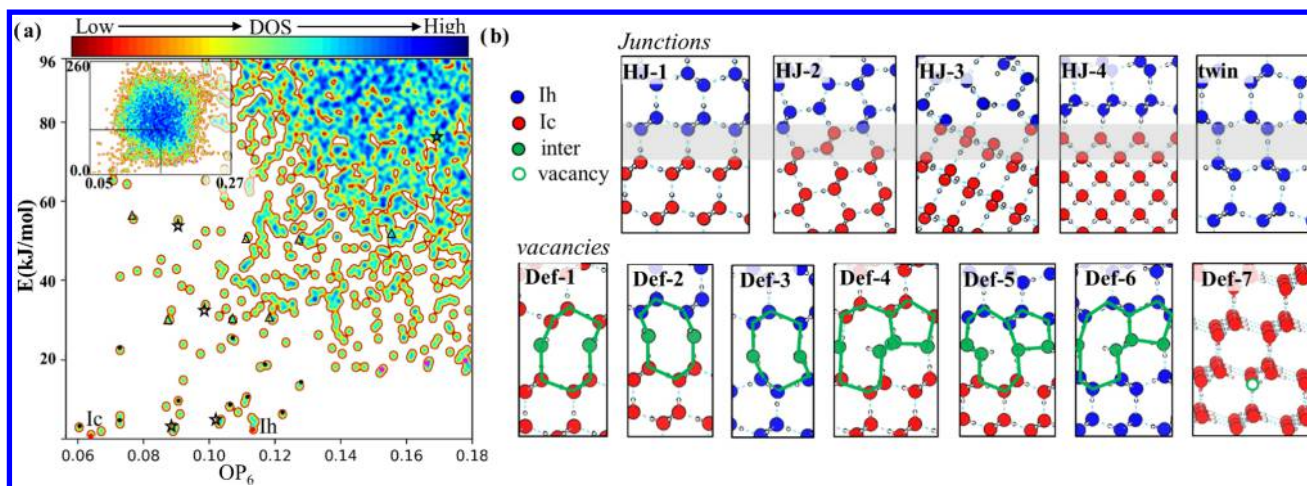 (a)
Low DOS High
96
80
60
40
20
E(kJ/mol)
260
0.0
0.05 0.27
Ic
Ih
0.06 0.08 0.10 0.12 0.14 0.16 0.18
OP6
(b)
Junctions
Ih
Ic
inter
vacancy
HJ-1 HJ-2 HJ-3 HJ-4 twin
vacancies
Def-1 Def-2 Def-3 Def-4 Def-5 Def-6 Def-7